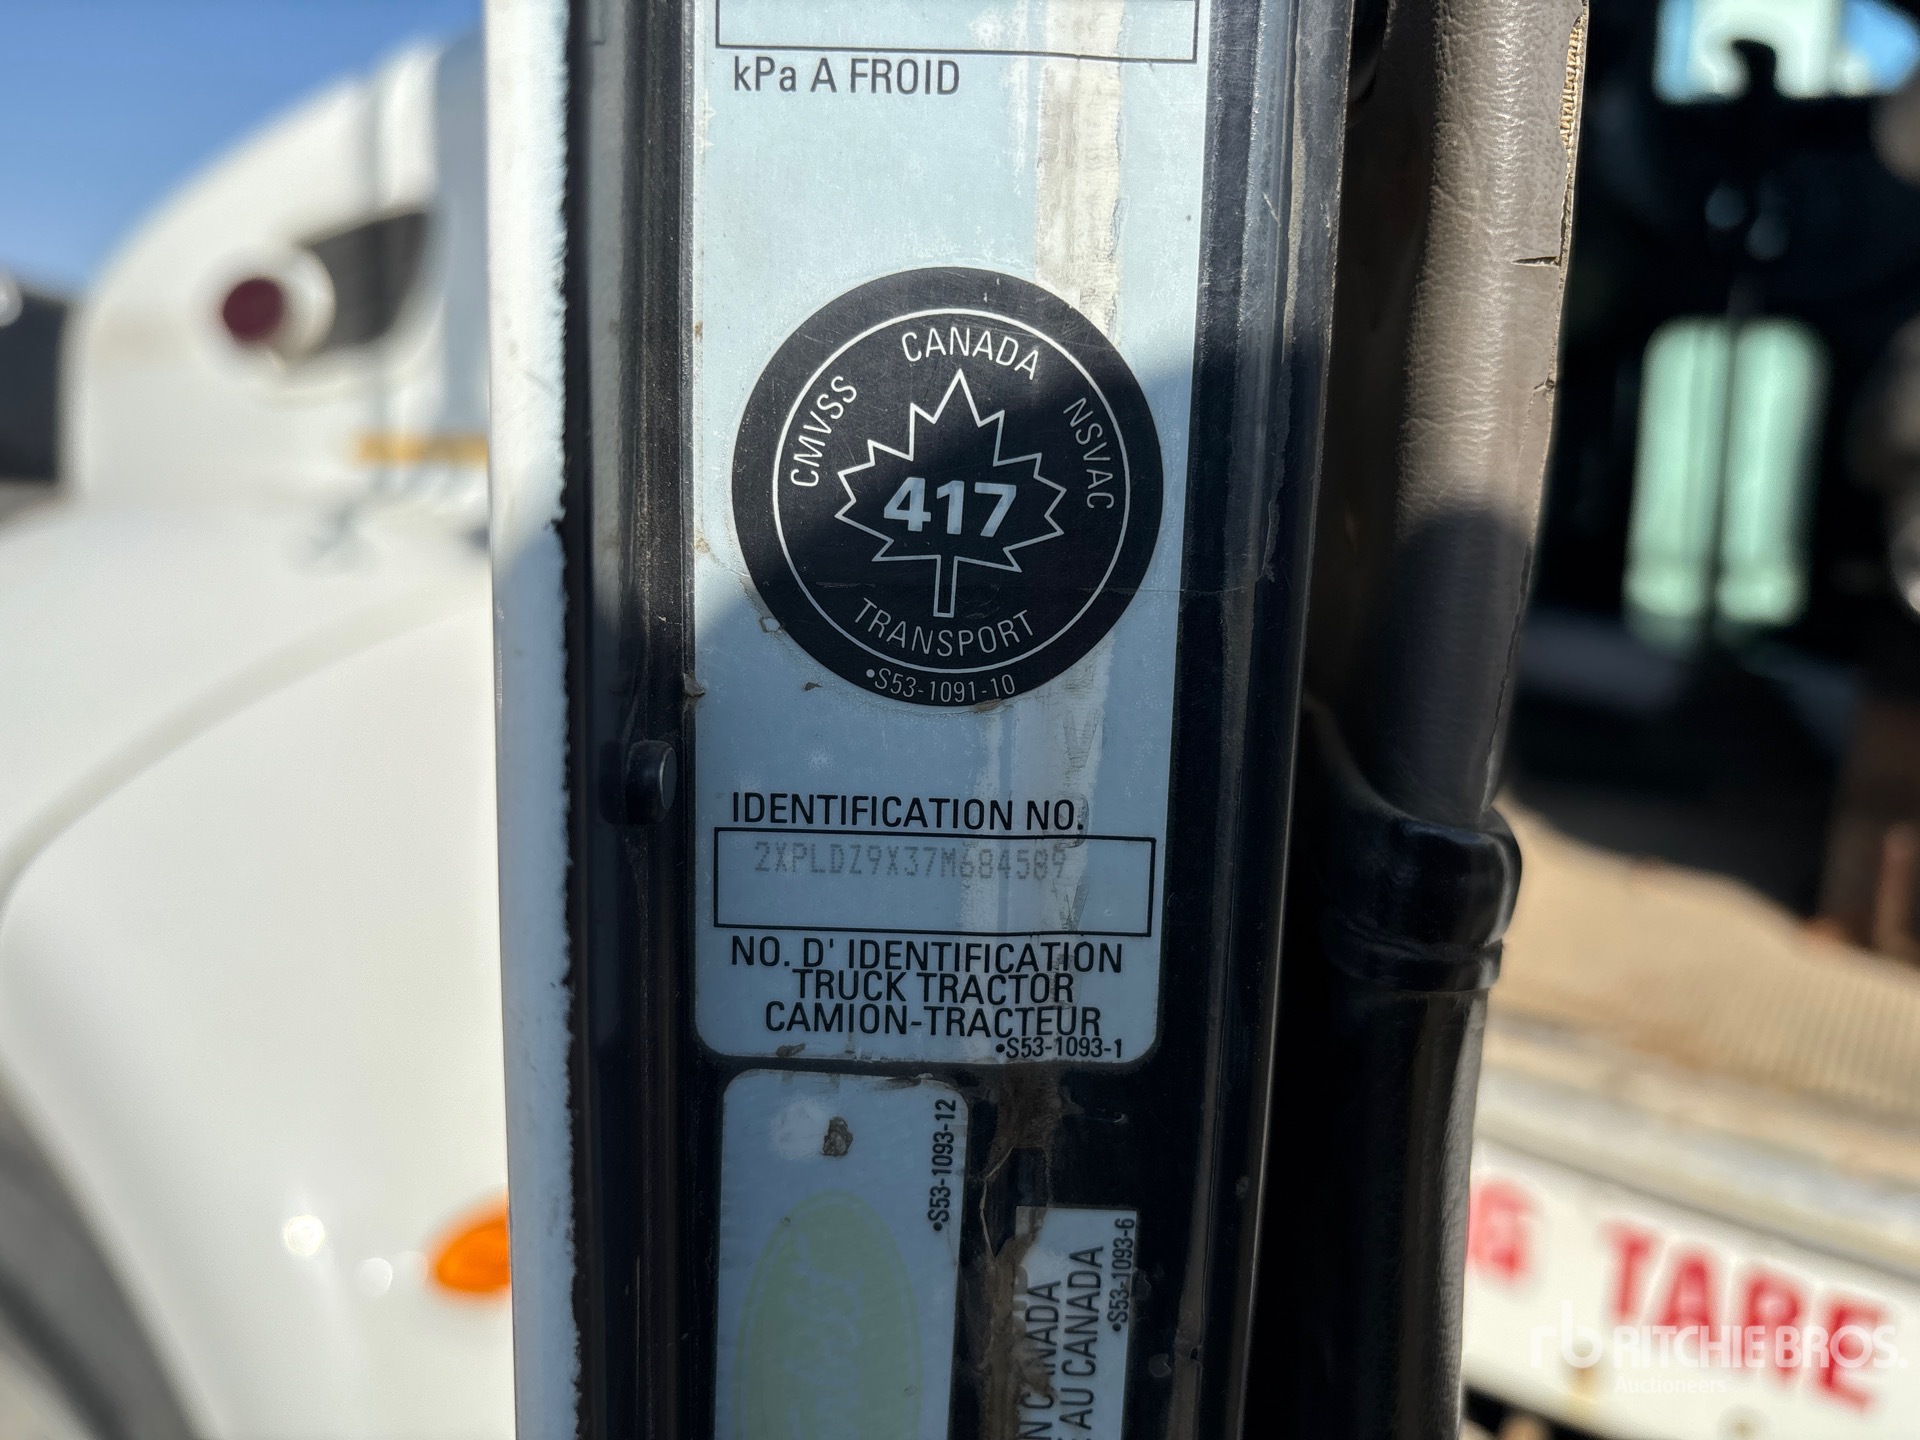 kPa A FROID
CANADA
CMVSS
NSVAC
417
TRANSPORT
•S53-1091-10
IDENTIFICATION NO.
2XPLDZ9X37M684589
NO. D' IDENTIFICATION
TRUCK TRACTOR
CAMION-TRACTEUR
•S53-1093-1
•S53-1093-12
N CANADA
AU CANADA
•S53-1093-6
TARE
RITCHIE BROS.
Auctioneers